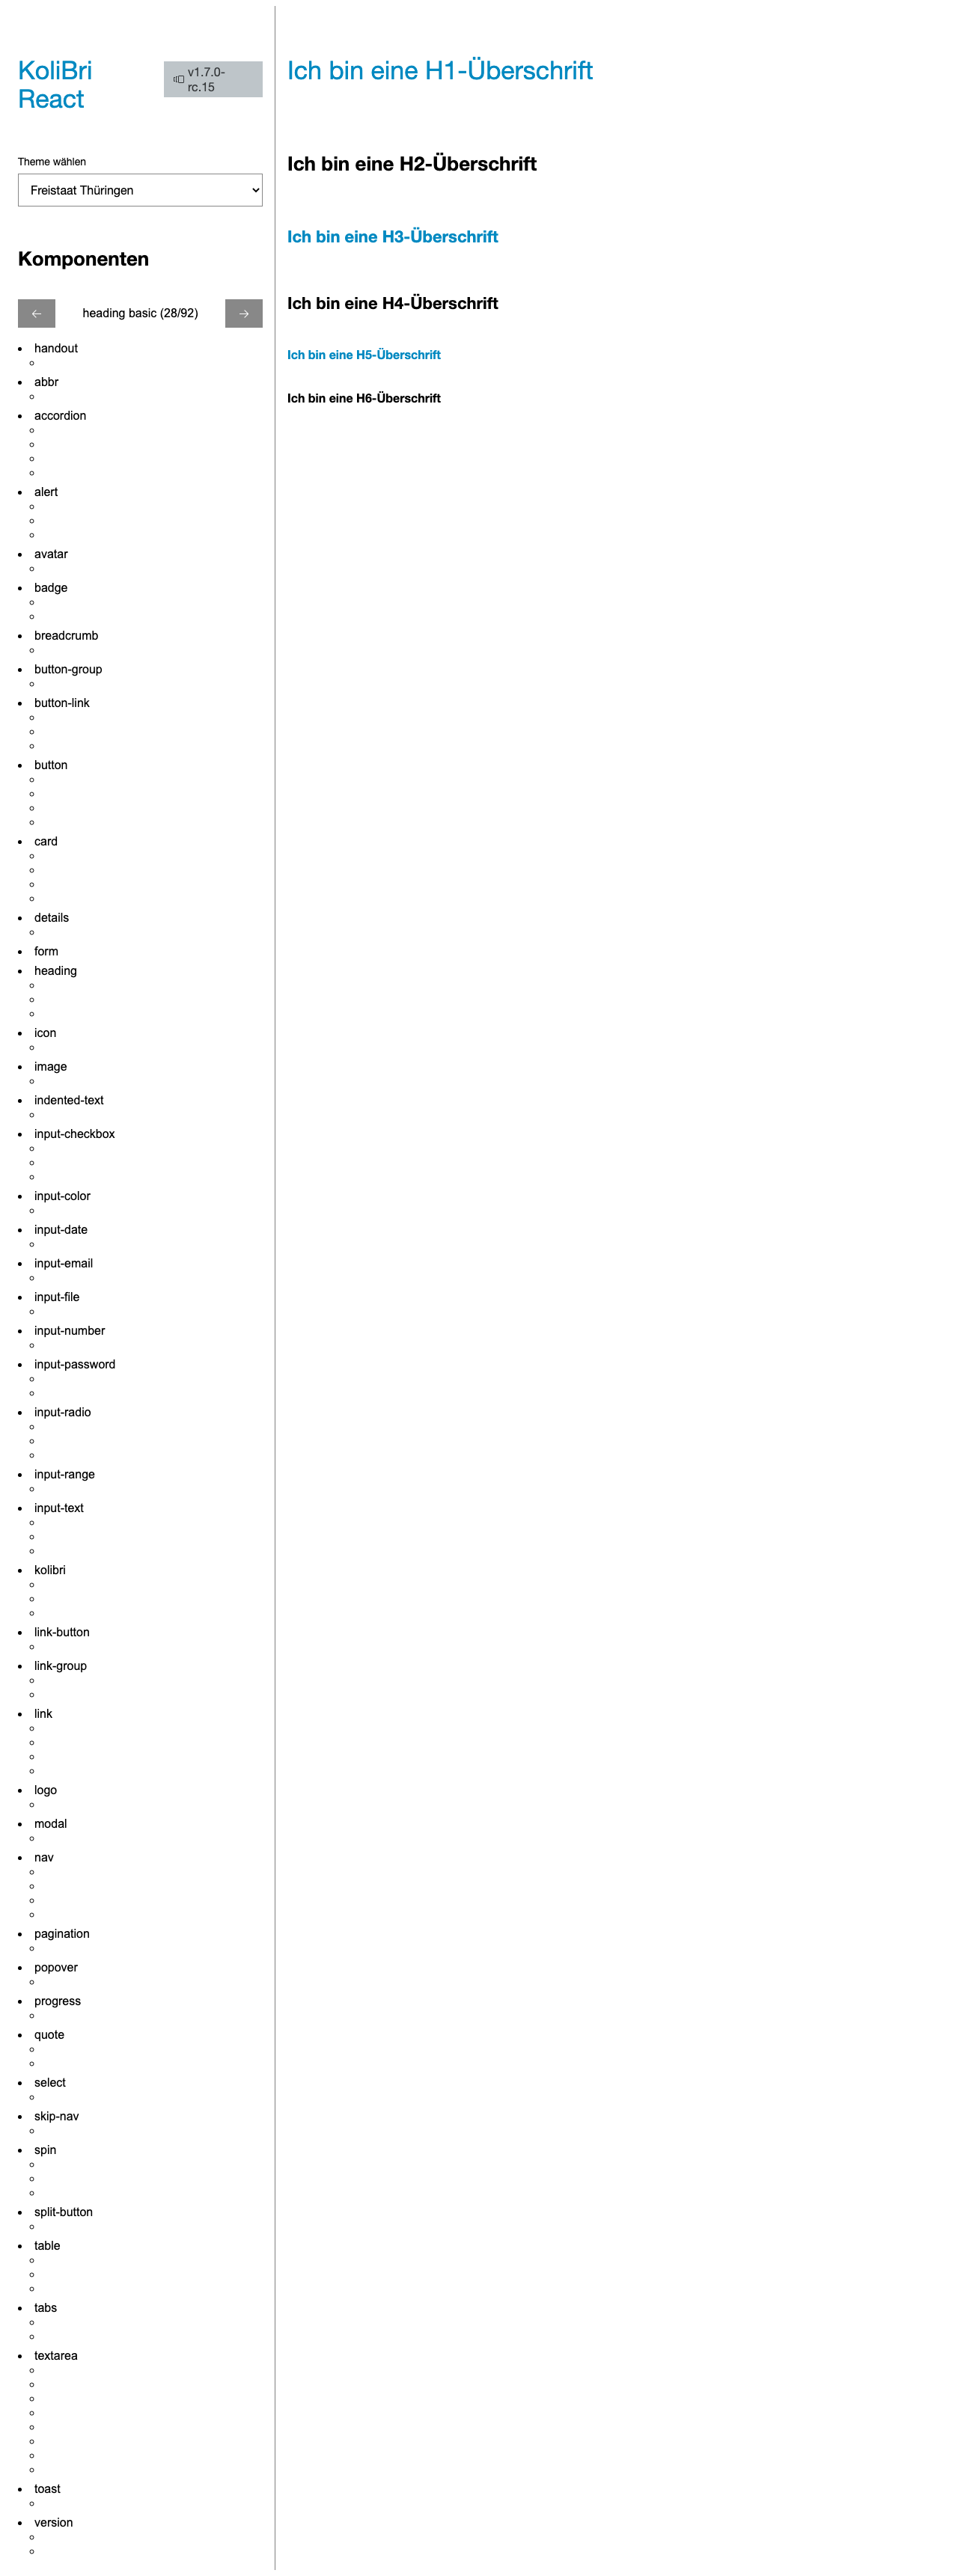 KoliBri
React
v1.7.0-
rc.15
Theme wählen
Freistaat Thüringen
Komponenten
heading basic (28/92)
handout
abbr
accordion
alert
avatar
badge
breadcrumb
button-group
button-link
button
card
details
form
heading
icon
image
indented-text
input-checkbox
input-color
input-date
input-email
input-file
input-number
input-password
input-radio
input-range
input-text
kolibri
link-button
link-group
link
logo
modal
nav
pagination
popover
progress
quote
select
skip-nav
spin
split-button
table
tabs
textarea
toast
version
Ich bin eine H1-Überschrift
Ich bin eine H2-Überschrift
Ich bin eine H3-Überschrift
Ich bin eine H4-Überschrift
Ich bin eine H5-Überschrift
Ich bin eine H6-Überschrift